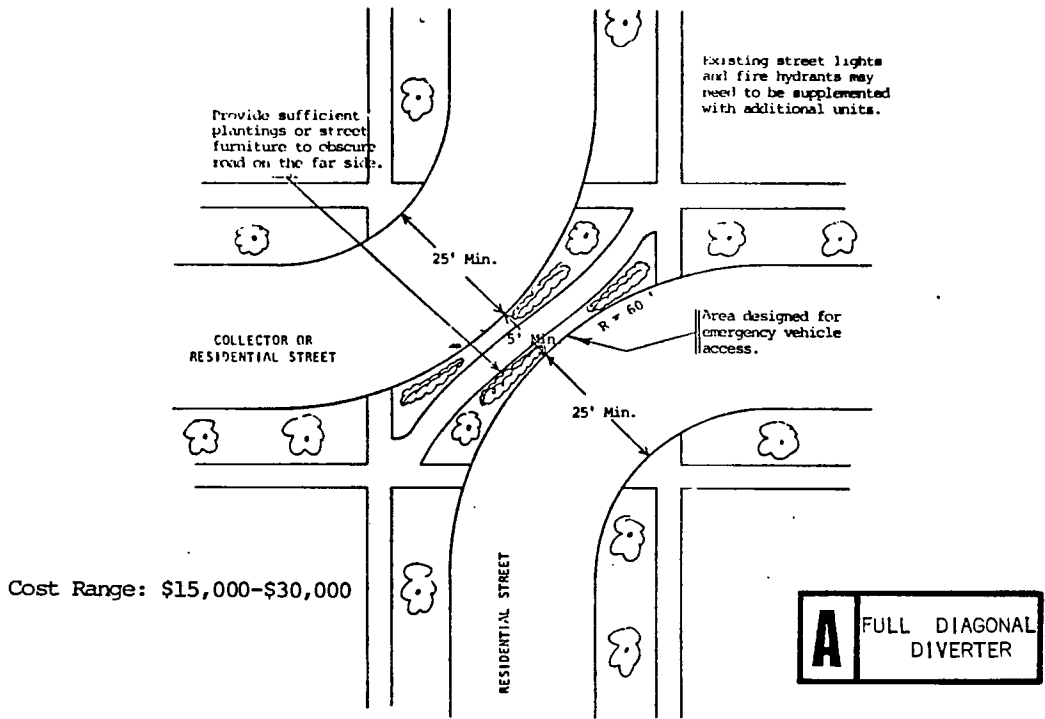 Existing street lights
and fire hydrants may
need to be supplemented
with additional units.
Provide sufficient
plantings or street
furniture to obscure
road on the far side.
25' Min.
COLLECTOR OR
RESIDENTIAL STREET
5' Min.
R = 60'
Area designed for
emergency vehicle
access.
25' Min.
RESIDENTIAL STREET
Cost Range: $15,000-$30,000
A
FULL DIAGONAL
DIVERTER